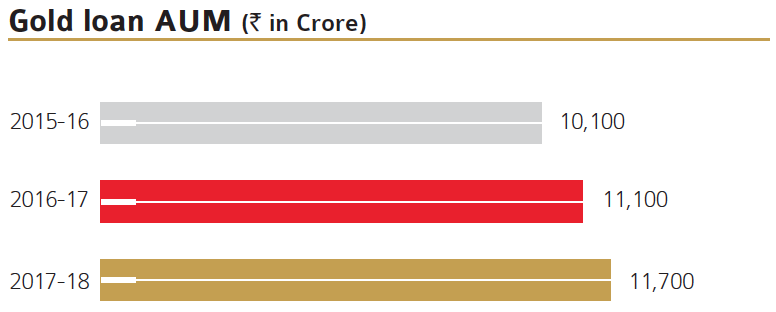 Gold loan AUM (₹ in Crore)
2015-16 10,100
2016-17 11,100
2017-18 11,700